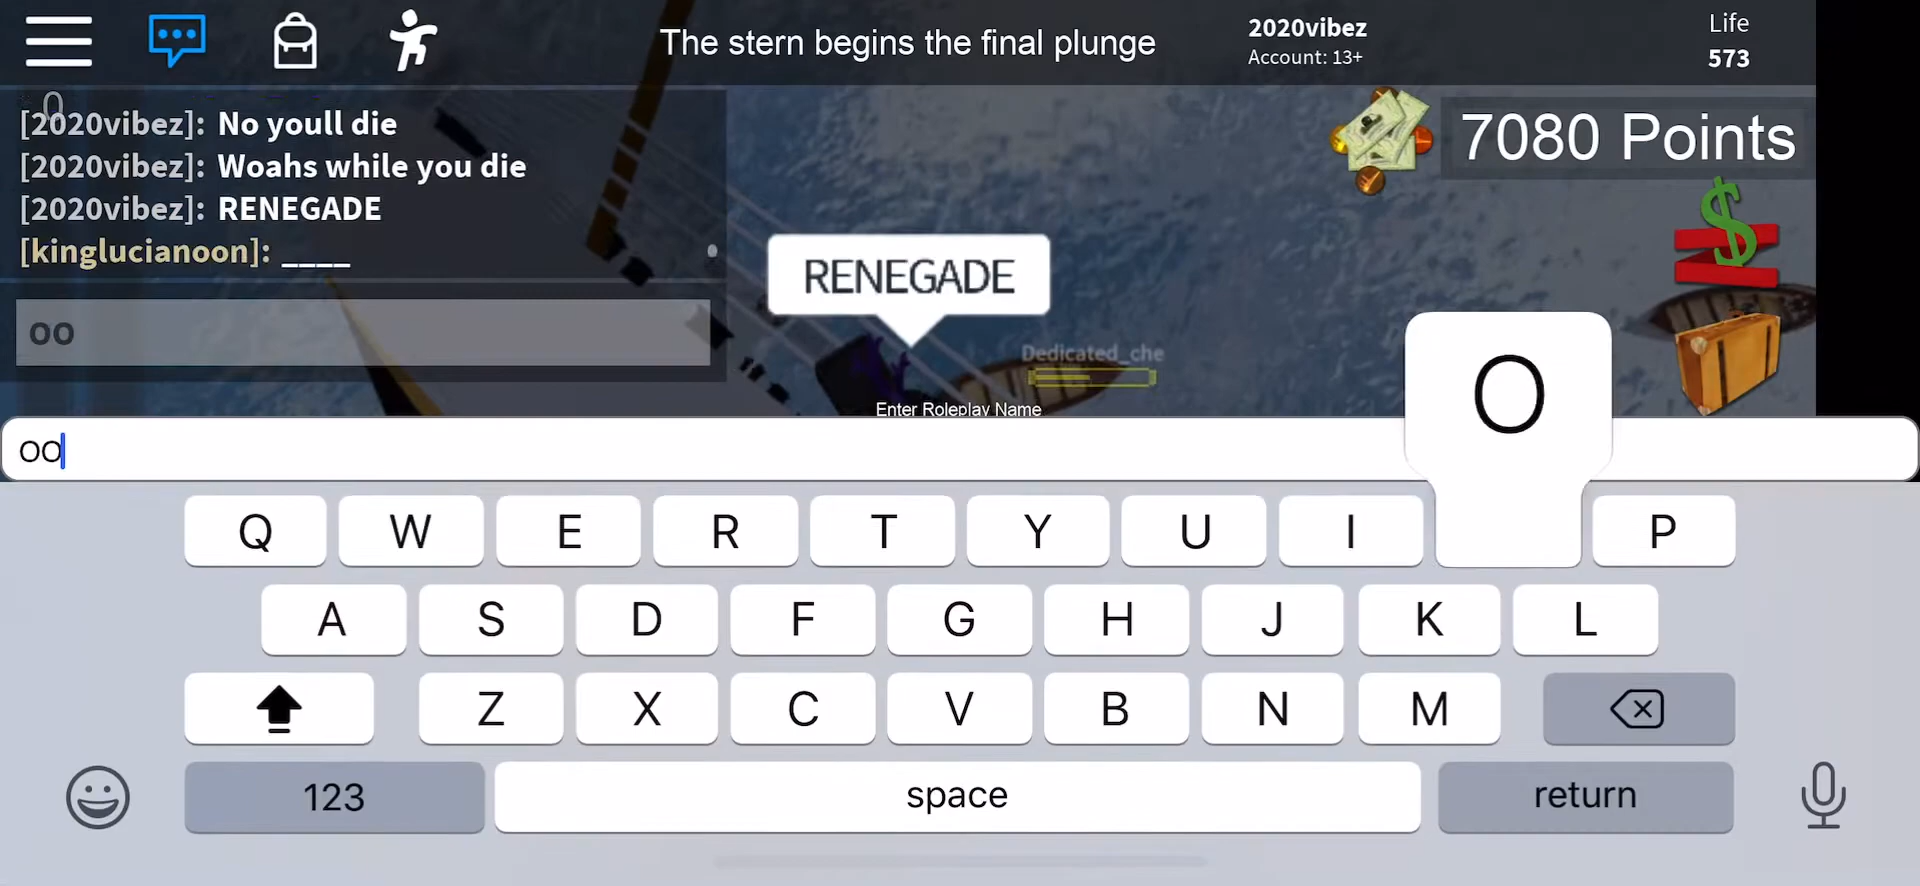 The stern begins the final plunge
2020vibez
Account: 13+
Life
573
0
[2020vibez]: No youll die
[2020vibez]: Woahs while you die
[2020vibez]: RENEGADE
[kinglucianoon]: ____
7080 Points
RENEGADE
oo
Dedicated_che
Enter Roleplay Name
oo
O
Q W E R T Y U I P
A S D F G H J K L
Z X C V B N M
123 space return